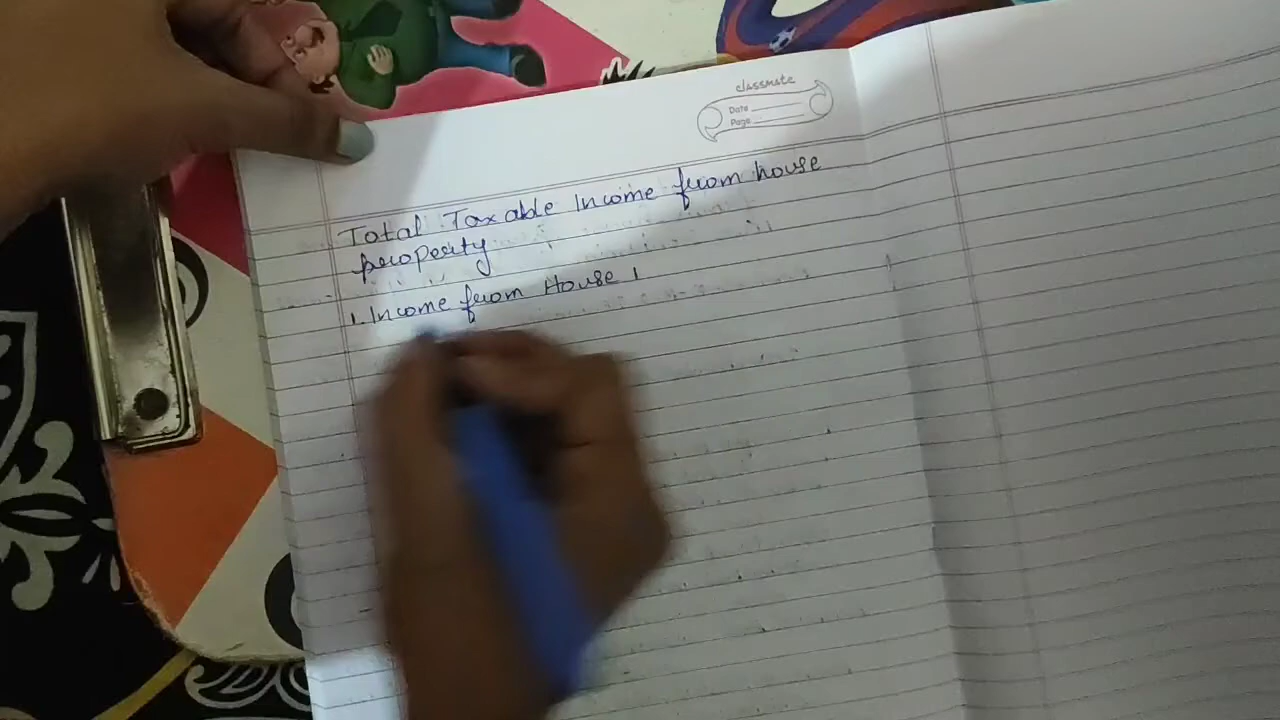 classmate
Date
Page
Total Taxable Income from house
property
1. Income from House 1